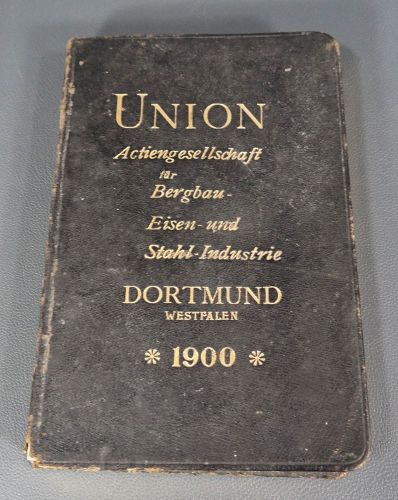 UNION
Actiengesellschaft
für
Bergbau-
Eisen- und
Stahl-Industrie
DORTMUND
WESTFALEN
* 1900 *